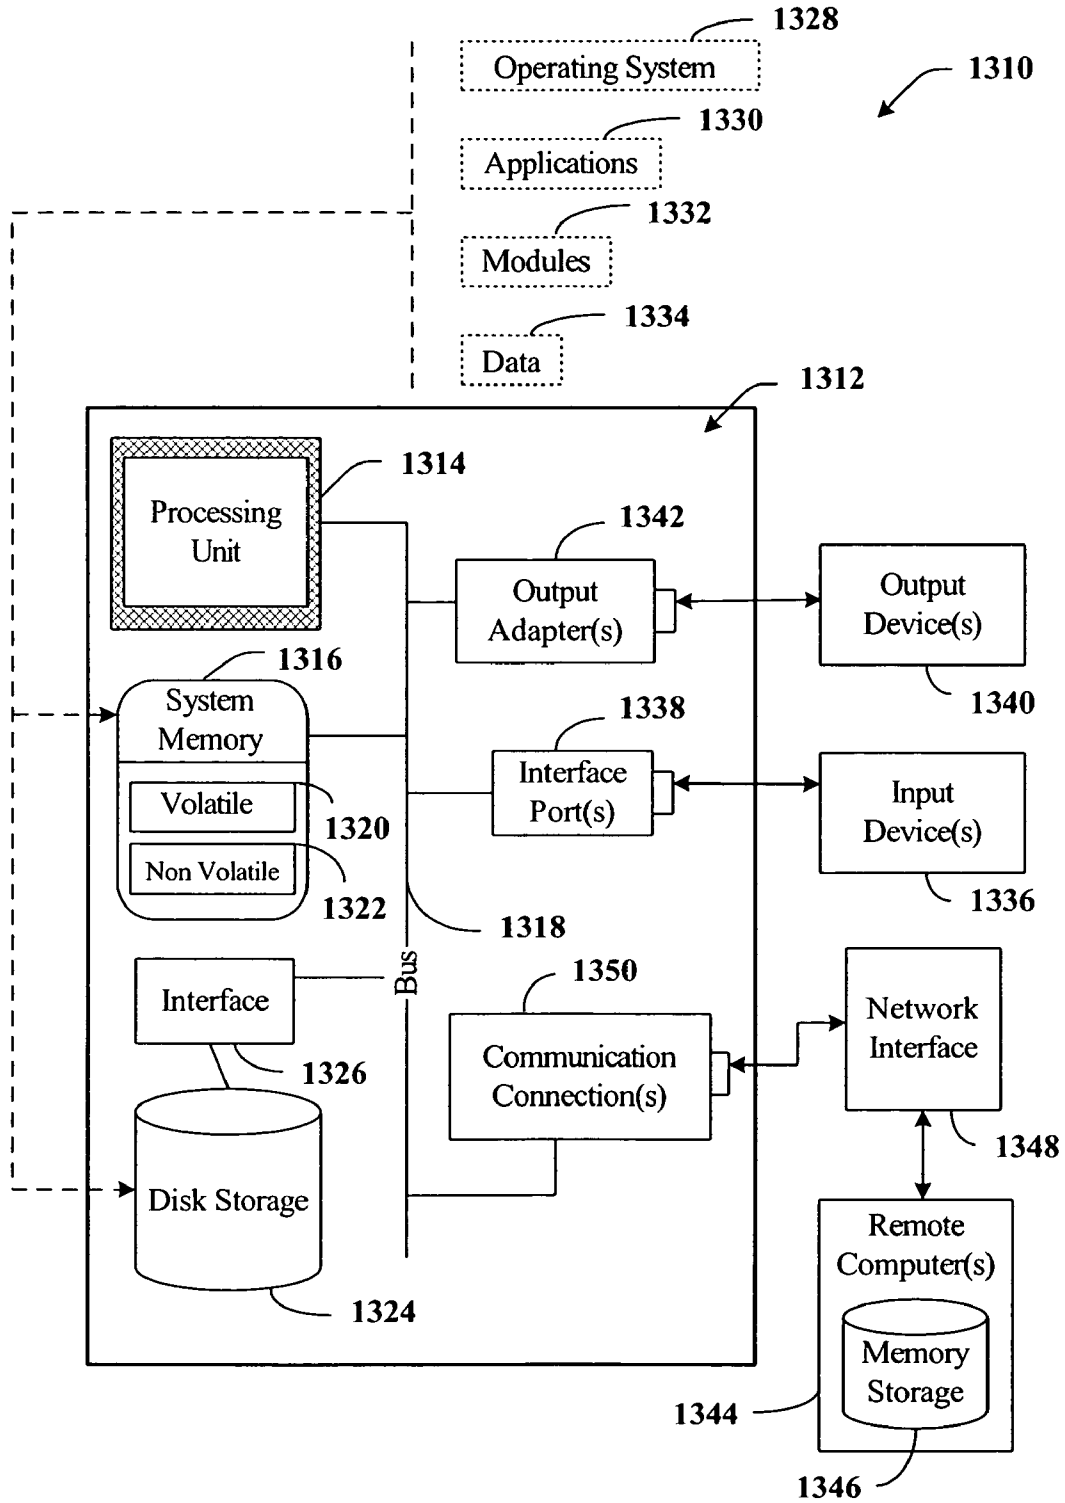 1328
Operating System
1310
1330
Applications
1332
Modules
1334
Data
1312
1314
Processing
Unit
1342
Output
Adapter(s)
Output
Device(s)
1340
1316
System
Memory
1338
Interface
Port(s)
Input
Device(s)
1336
Volatile
1320
Non Volatile
1322
1318
Bus
1350
Interface
1326
Communication
Connection(s)
Network
Interface
1348
Disk Storage
1324
Remote
Computer(s)
Memory
Storage
1344
1346